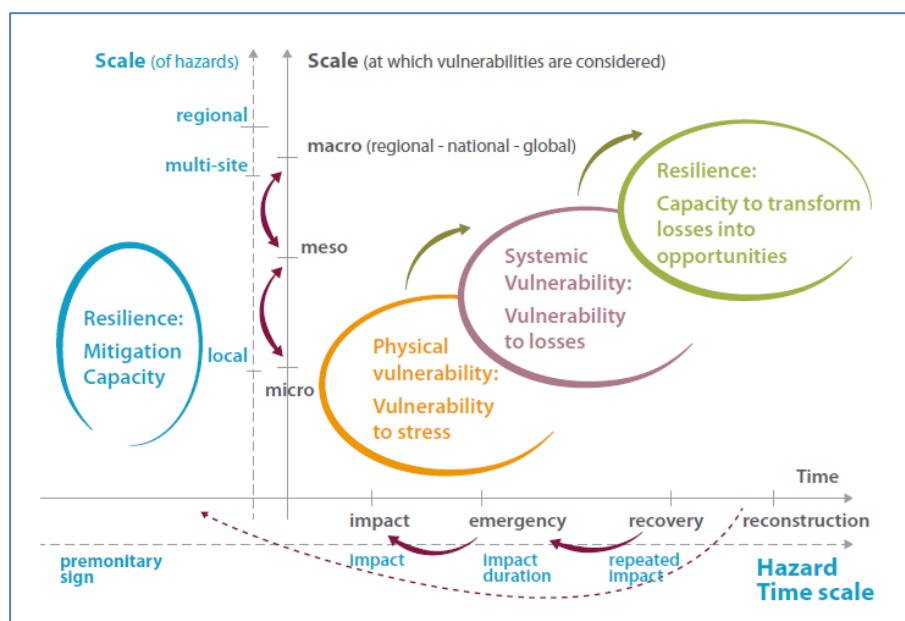 Scale (of hazards)
Scale (at which vulnerabilities are considered)
regional
macro (regional - national - global)
multi-site
meso
local
micro
Resilience:
Mitigation
Capacity
Physical
vulnerability:
Vulnerability
to stress
Systemic
Vulnerability:
Vulnerability
to losses
Resilience:
Capacity to transform
losses into
opportunities
Time
impact
emergency
recovery
reconstruction
premonitary
sign
impact
impact
duration
repeated
impact
Hazard
Time scale